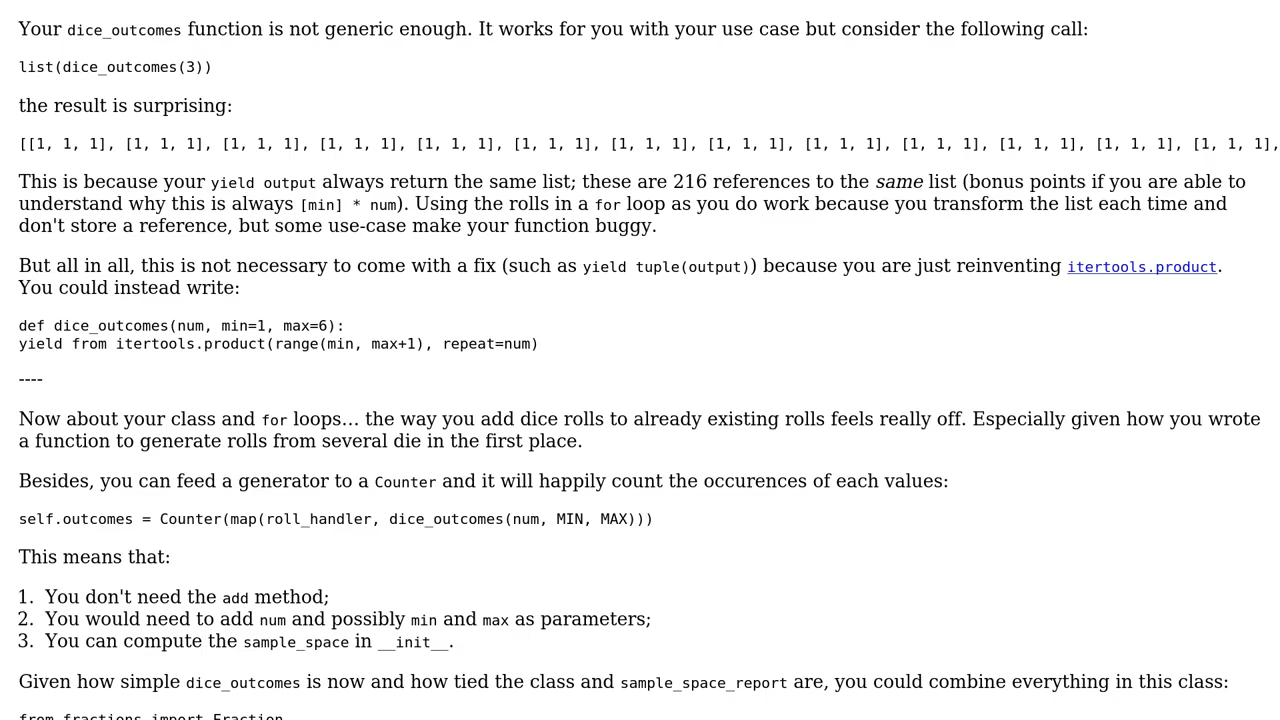 Your dice_outcomes function is not generic enough. It works for you with your use case but consider the following call:
list(dice_outcomes(3))
the result is surprising:
[[1, 1, 1], [1, 1, 1], [1, 1, 1], [1, 1, 1], [1, 1, 1], [1, 1, 1], [1, 1, 1], [1, 1, 1], [1, 1, 1], [1, 1, 1], [1, 1, 1], [1, 1, 1], [1, 1, 1],
This is because your yield output always return the same list; these are 216 references to the same list (bonus points if you are able to
understand why this is always [min] * num). Using the rolls in a for loop as you do work because you transform the list each time and
don't store a reference, but some use-case make your function buggy.
But all in all, this is not necessary to come with a fix (such as yield tuple(output)) because you are just reinventing itertools.product.
You could instead write:
def dice_outcomes(num, min=1, max=6):
yield from itertools.product(range(min, max+1), repeat=num)
----
Now about your class and for loops… the way you add dice rolls to already existing rolls feels really off. Especially given how you wrote
a function to generate rolls from several die in the first place.
Besides, you can feed a generator to a Counter and it will happily count the occurences of each values:
self.outcomes = Counter(map(roll_handler, dice_outcomes(num, MIN, MAX)))
This means that:
1. You don't need the add method;
2. You would need to add num and possibly min and max as parameters;
3. You can compute the sample_space in __init__.
Given how simple dice_outcomes is now and how tied the class and sample_space_report are, you could combine everything in this class:
from fractions import Fraction